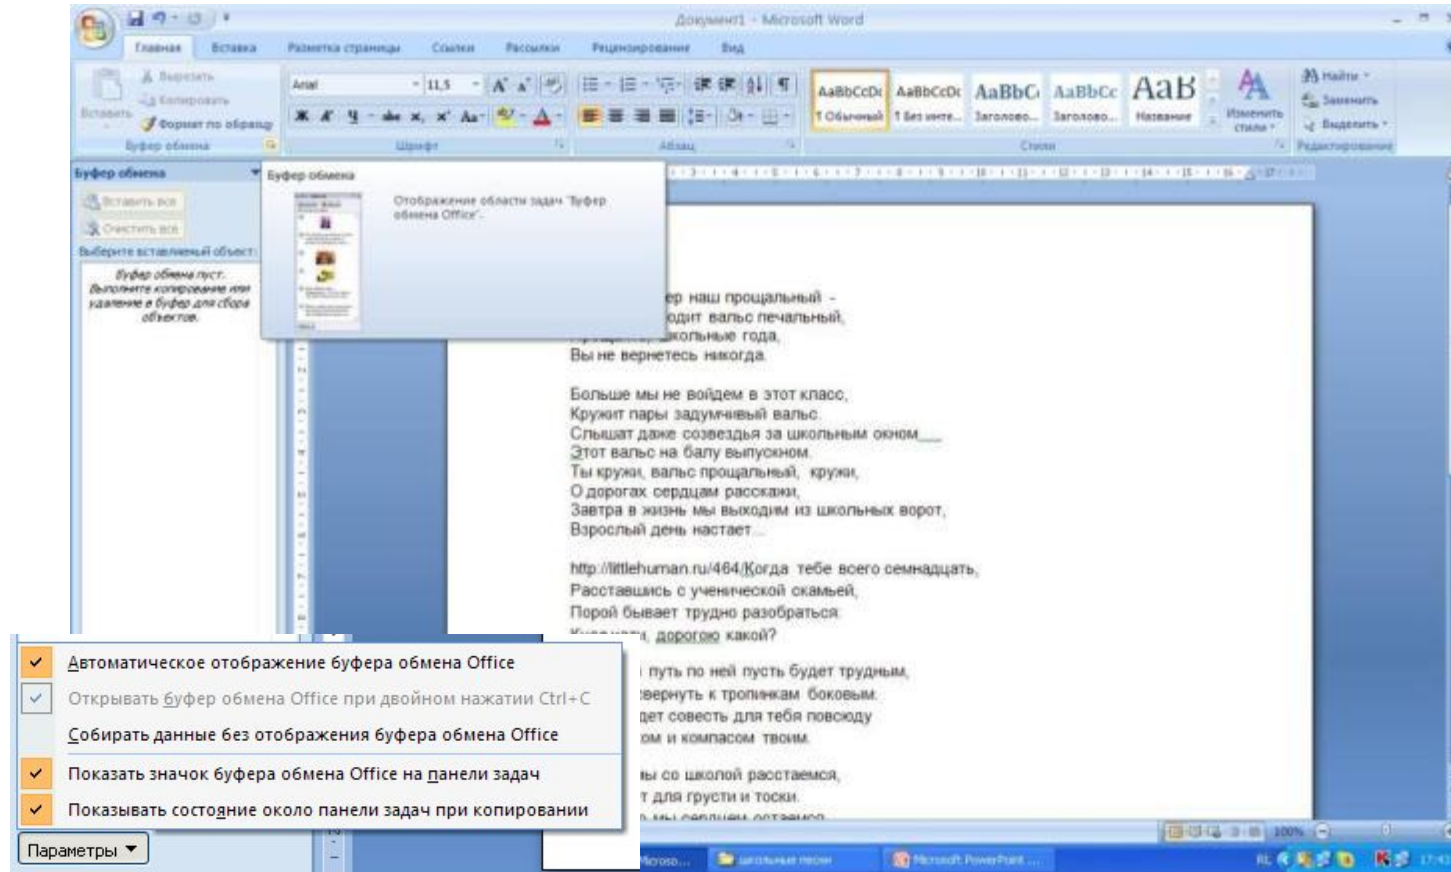 Документ1 - Microsoft Word
Главная Вставка Разметка страницы Ссылки Рассылки Рецензирование Вид
Вставить
Вырезать
Копировать
Формат по образцу
Буфер обмена
Arial 11,5
Ж К Ч abc x, x' Aa
Шрифт
Абзац
AaBbCcDc AaBbCcDc AaBbC AaBbCc AaB
¶ Обычный ¶ Без инте... Заголово... Заголово... Название
Изменить стили
Стили
Найти
Заменить
Выделить
Редактирование
Буфер обмена
Вставить все
Очистить все
Выберите вставляемый объект:
Буфер обмена пуст.
Выполните копирование или
удаление в буфер для сбора
объектов.
Буфер обмена
Отображение области задач "Буфер
обмена Office".
наш прощальный -
вальс печальный,
школьные года,
Вы не вернетесь никогда.
Больше мы не войдем в этот класс,
Кружит пары задумчивый вальс.
Слышат даже созвездья за школьным окном___
Этот вальс на балу выпускном.
Ты кружи, вальс прощальный, кружи,
О дорогах сердцам расскажи,
Завтра в жизнь мы выходим из школьных ворот,
Взрослый день настает...
http://littlehuman.ru/464/Когда тебе всего семнадцать,
Расставшись с ученической скамьей,
Порой бывает трудно разобраться:
дорогою какой?
путь по ней пусть будет трудным,
к тропинкам боковым.
совесть для тебя повсюду
и компасом твоим.
со школой расстаемся,
для грусти и тоски.
мы сердцем остаемся
Автоматическое отображение буфера обмена Office
Открывать буфер обмена Office при двойном нажатии Ctrl+C
Собирать данные без отображения буфера обмена Office
Показать значок буфера обмена Office на панели задач
Показывать состояние около панели задач при копировании
Параметры
100%
школьные песни Microsoft PowerPoint ...
RL 17:43